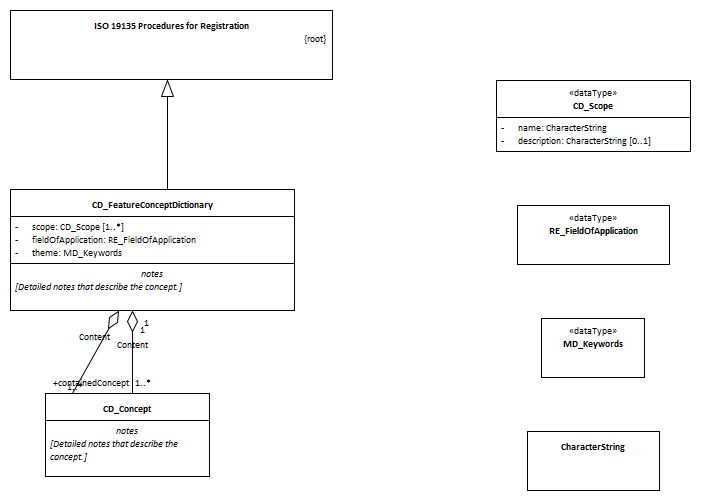 ISO 19135 Procedures for Registration
{root}
«dataType»
CD_Scope
- name: CharacterString
- description: CharacterString [0..1]
CD_FeatureConceptDictionary
- scope: CD_Scope [1..*]
- fieldOfApplication: RE_FieldOfApplication
- theme: MD_Keywords
notes
[Detailed notes that describe the concept.]
«dataType»
RE_FieldOfApplication
1
1
Content
Content
«dataType»
MD_Keywords
+containedConcept 1..*
1..*
CD_Concept
notes
[Detailed notes that describe the
concept.]
CharacterString